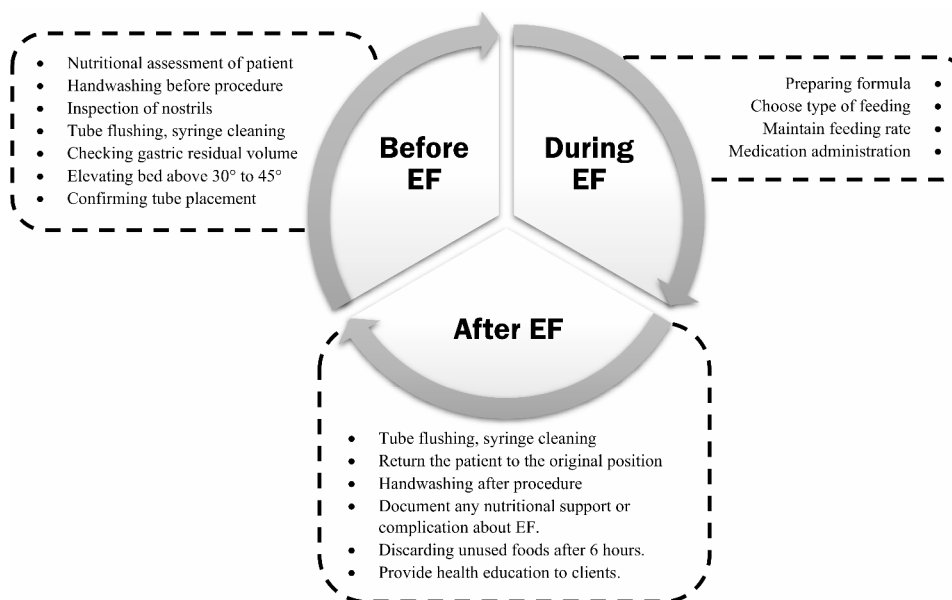 • Nutritional assessment of patient
• Handwashing before procedure
• Inspection of nostrils
• Tube flushing, syringe cleaning
• Checking gastric residual volume
• Elevating bed above 30° to 45°
• Confirming tube placement
Before
EF
During
EF
Preparing formula •
Choose type of feeding •
Maintain feeding rate •
Medication administration •
After EF
• Tube flushing, syringe cleaning
• Return the patient to the original position
• Handwashing after procedure
• Document any nutritional support or
complication about EF.
• Discarding unused foods after 6 hours.
• Provide health education to clients.